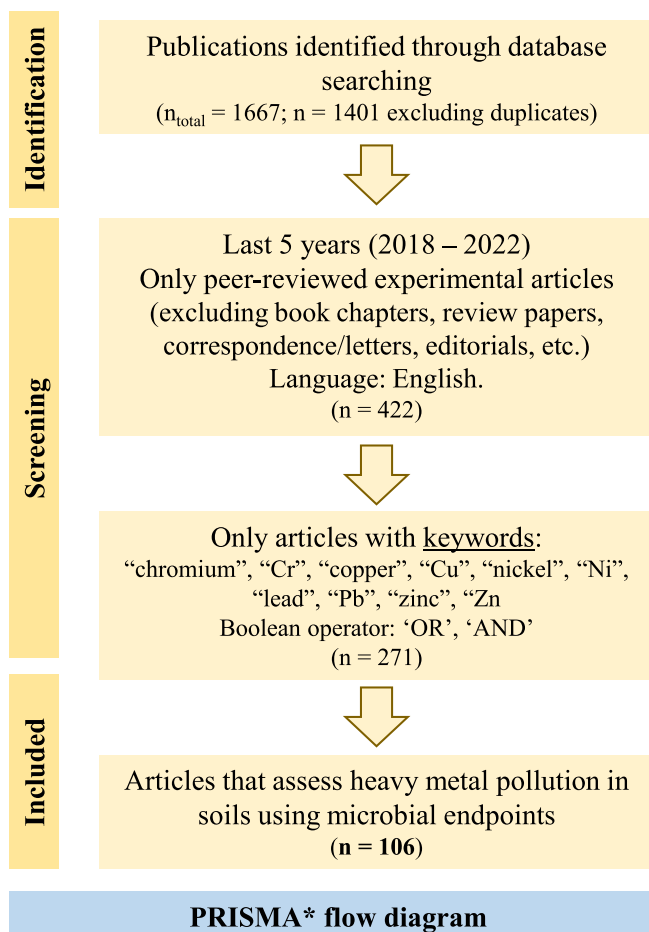 Identification
Publications identified through database
searching
(n_total = 1667; n = 1401 excluding duplicates)
Screening
Last 5 years (2018 – 2022)
Only peer-reviewed experimental articles
(excluding book chapters, review papers,
correspondence/letters, editorials, etc.)
Language: English.
(n = 422)
Only articles with keywords:
“chromium”, “Cr”, “copper”, “Cu”, “nickel”, “Ni”,
“lead”, “Pb”, “zinc”, “Zn
Boolean operator: ‘OR’, ‘AND’
(n = 271)
Included
Articles that assess heavy metal pollution in
soils using microbial endpoints
(n = 106)
PRISMA* flow diagram